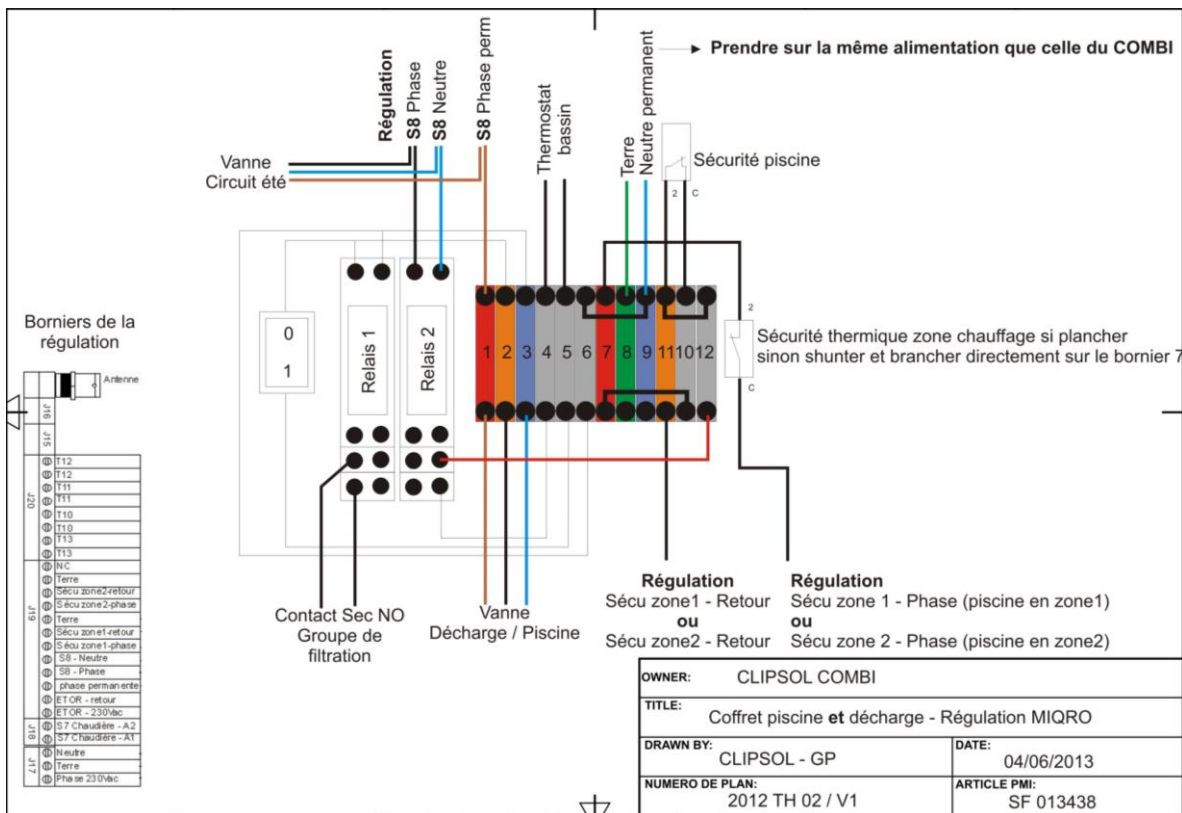 Prendre sur la même alimentation que celle du COMBI
Régulation
S8 Phase
S8 Neutre
S8 Phase perm
Thermostat
bassin
Terre
Neutre permanent
Vanne
Circuit été
Sécurité piscine
2 C
0
1
Relais 1
Relais 2
1 2 3 4 5 6 7 8 9 11 10 12
2
Sécurité thermique zone chauffage si plancher
sinon shunter et brancher directement sur le bornier 7
C
Borniers de la
régulation
Antenne
J16
J15
J20
T12
T12
T11
T11
T10
T10
T13
T13
J19
NC
Terre
Sécu zone2-retour
Sécu zone2-phase
Terre
Sécu zone1-retour
Sécu zone1-phase
S8 - Neutre
S8 - Phase
phase permanente
ETOR - retour
ETOR - 230Vac
J18
S7 Chaudière - A2
S7 Chaudière - A1
J17
Neutre
Terre
Phase 230Vac
Contact Sec NO
Groupe de
filtration
Vanne
Décharge / Piscine
Régulation
Sécu zone1 - Retour
ou
Sécu zone2 - Retour
Régulation
Sécu zone 1 - Phase (piscine en zone1)
ou
Sécu zone 2 - Phase (piscine en zone2)
OWNER: CLIPSOL COMBI
TITLE:
Coffret piscine et décharge - Régulation MIQRO
DRAWN BY:
CLIPSOL - GP
DATE:
04/06/2013
NUMERO DE PLAN:
2012 TH 02 / V1
ARTICLE PMI:
SF 013438